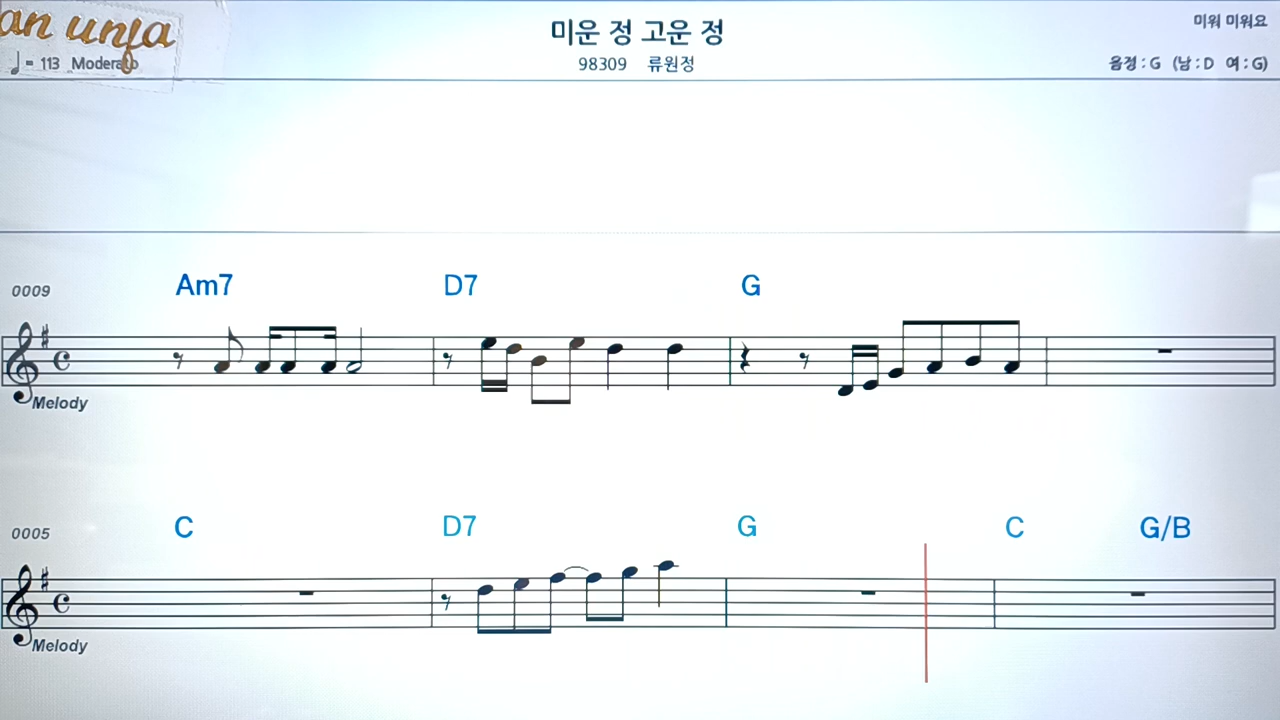 an unja
미운 정 고운 정
미워 미워요
♩= 113 Moderato
98309 류원정
음정 : G (남 : D 여 : G)
Am7 D7 G
0009
Melody
C D7 G C G/B
0005
Melody